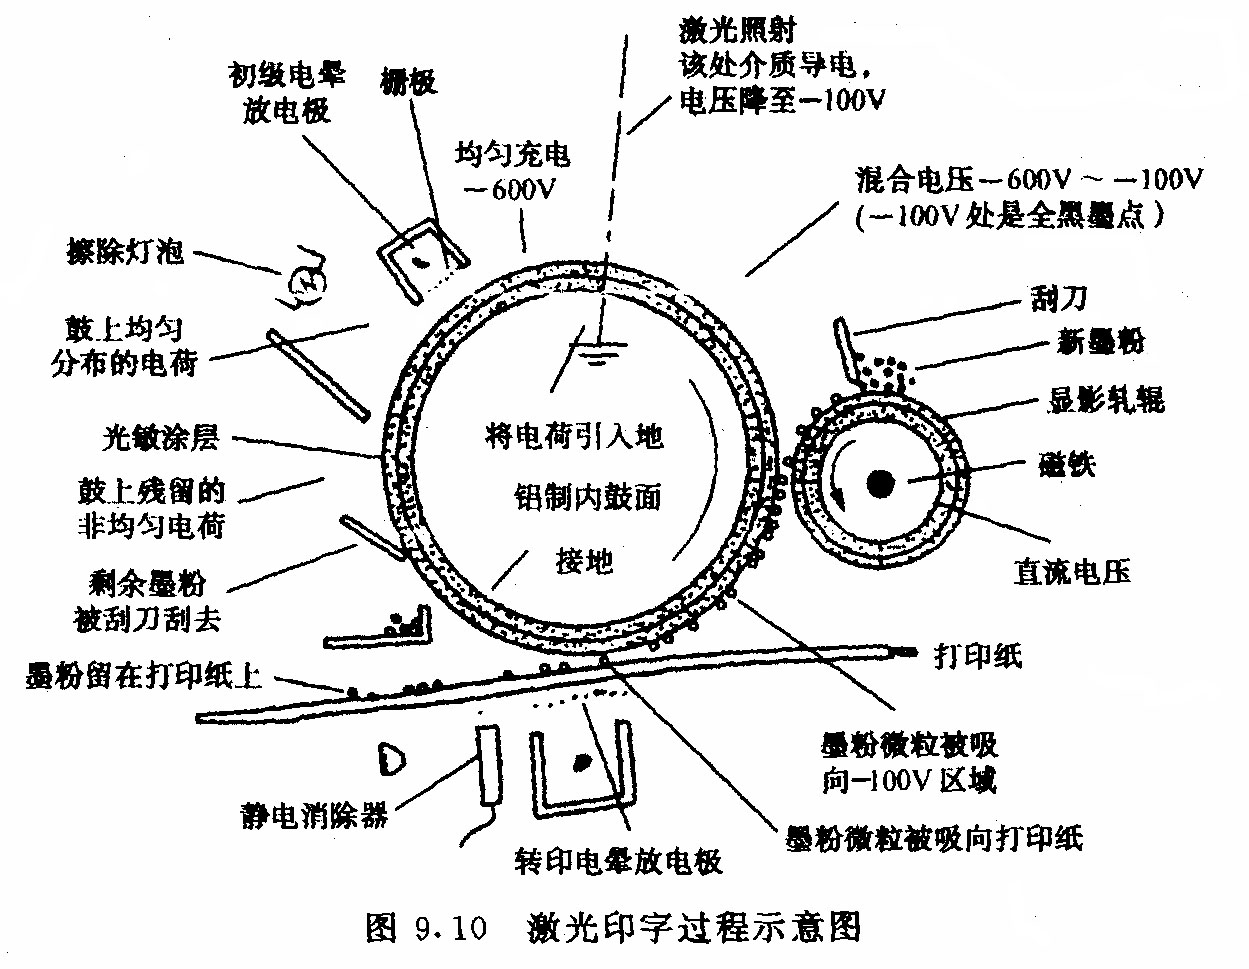 激光照射
该处介质导电，
电压降至－100V
初级电晕
放电极
栅极
均匀充电
－600V
混合电压－600V～－100V
(－100V处是全黑墨点)
擦除灯泡
刮刀
新墨粉
鼓上均匀
分布的电荷
显影轧辊
光敏涂层
将电荷引入地
磁铁
鼓上残留的
非均匀电荷
铝制内鼓面
接地
直流电压
剩余墨粉
被刮刀刮去
墨粉留在打印纸上
打印纸
墨粉微粒被吸
向－100V区域
静电消除器
墨粉微粒被吸向打印纸
转印电晕放电极
图 9.10 激光印字过程示意图